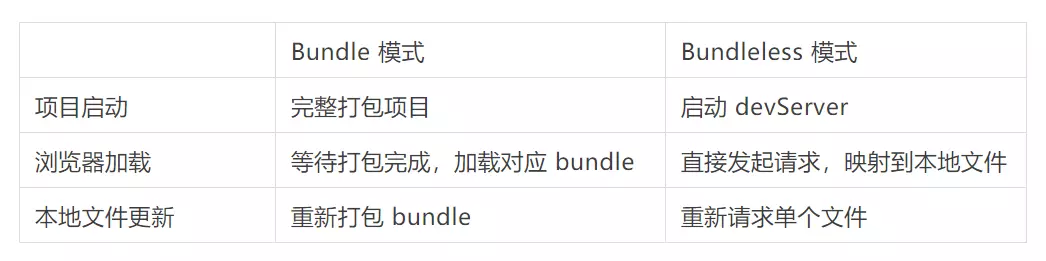 Bundle 模式 Bundleless 模式
项目启动 完整打包项目 启动 devServer
浏览器加载 等待打包完成，加载对应 bundle 直接发起请求，映射到本地文件
本地文件更新 重新打包 bundle 重新请求单个文件